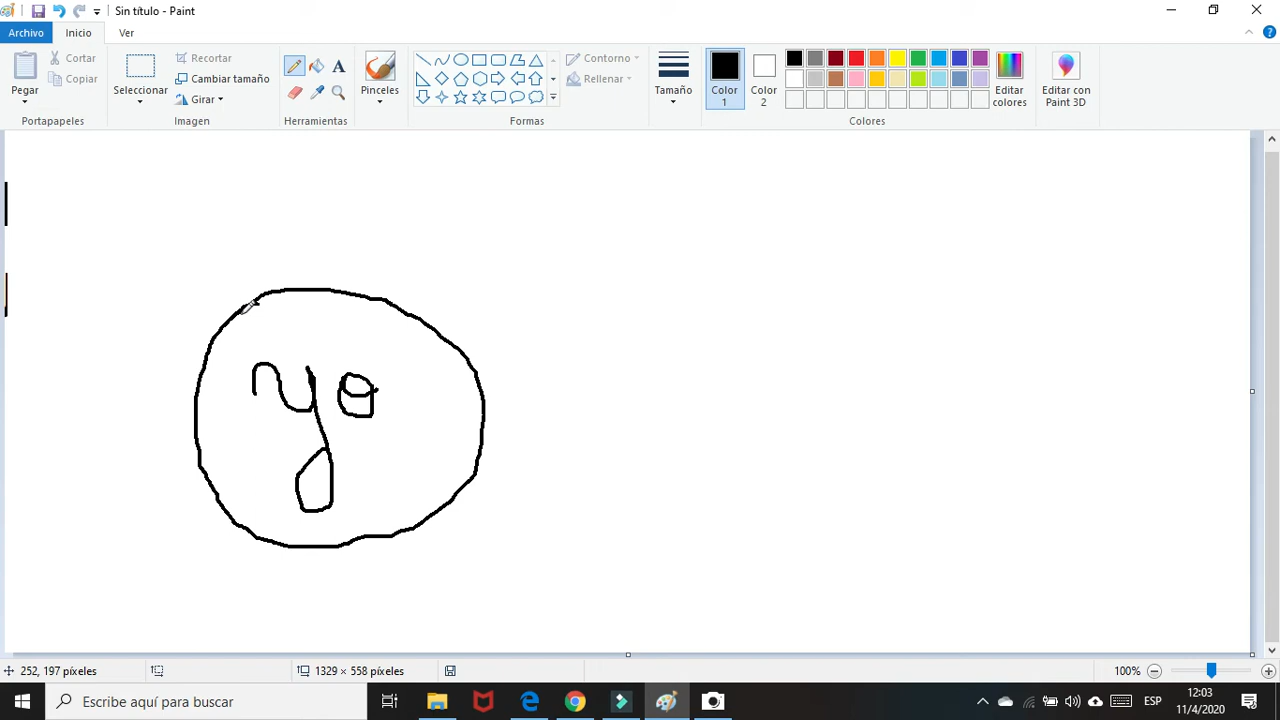 Sin título - Paint
Archivo Inicio Ver
Pegar
Cortar
Copiar
Portapapeles
Seleccionar
Recortar
Cambiar tamaño
Girar
Imagen
A
Herramientas
Pinceles
Contorno
Rellenar
Formas
Tamaño
Color 1
Color 2
Editar colores
Colores
Editar con Paint 3D
yo
252, 197 píxeles
1329 × 558 píxeles
100%
Escribe aquí para buscar
ESP
12:03
11/4/2020